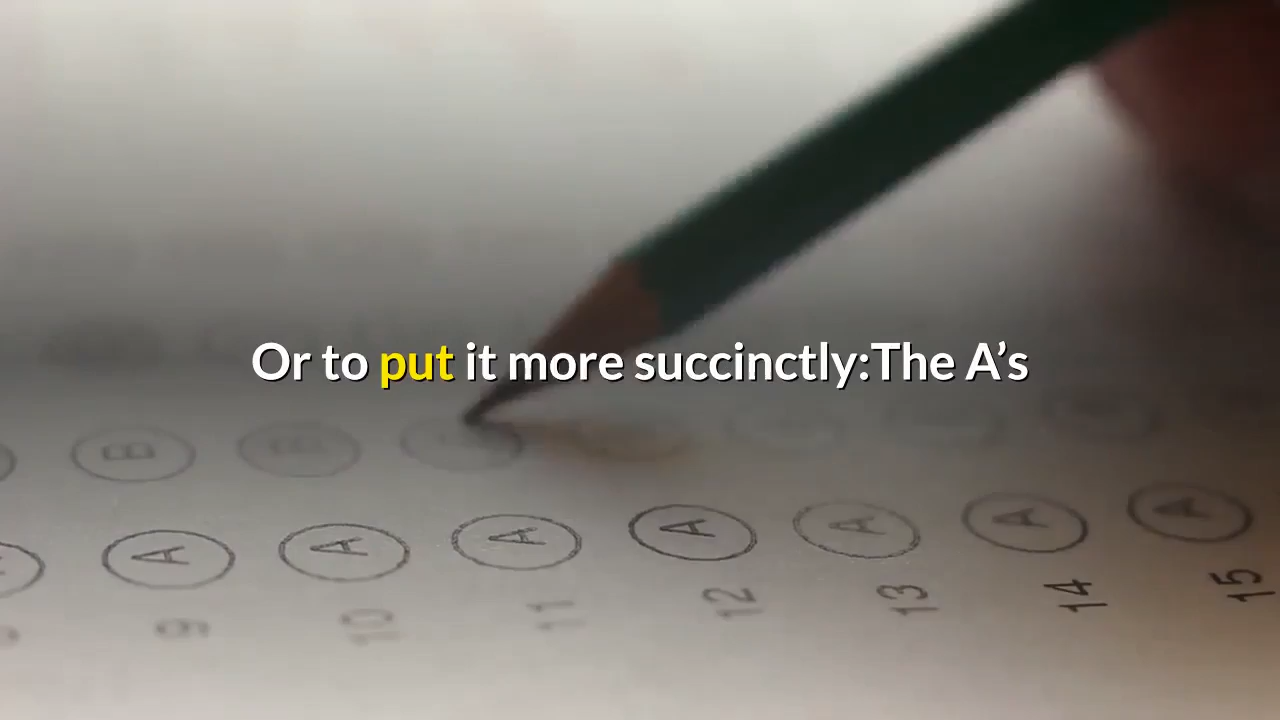 Or to put it more succinctly:The A’s
B B
A A A A A A
9 10 11 12 13 14 15